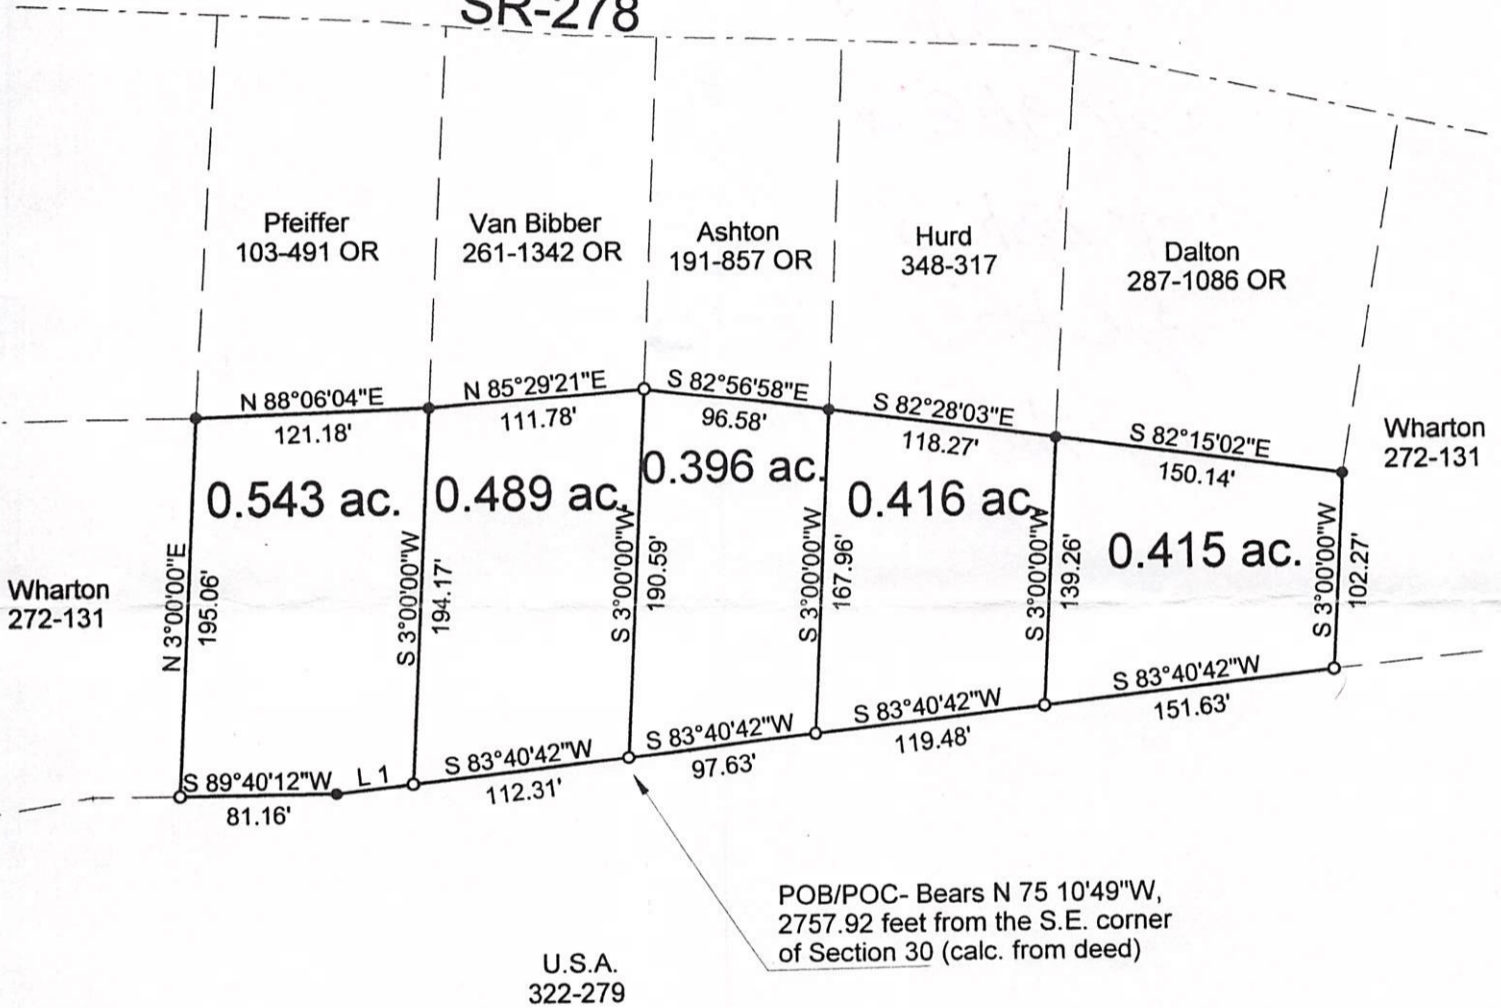 SR-278
Pfeiffer
103-491 OR
Van Bibber
261-1342 OR
Ashton
191-857 OR
Hurd
348-317
Dalton
287-1086 OR
N 88°06'04"E
121.18'
N 85°29'21"E
111.78'
S 82°56'58"E
96.58'
S 82°28'03"E
118.27'
S 82°15'02"E
150.14'
Wharton
272-131
0.543 ac.
0.489 ac.
0.396 ac.
0.416 ac.
0.415 ac.
Wharton
272-131
N 3°00'00"E
195.06'
S 3°00'00"W
194.17'
S 3°00'00"W
190.59'
S 3°00'00"W
167.96'
S 3°00'00"W
139.26'
S 3°00'00"W
102.27'
S 89°40'12"W
81.16'
L 1
S 83°40'42"W
112.31'
S 83°40'42"W
97.63'
S 83°40'42"W
119.48'
S 83°40'42"W
151.63'
POB/POC- Bears N 75 10'49"W,
2757.92 feet from the S.E. corner
of Section 30 (calc. from deed)
U.S.A.
322-279